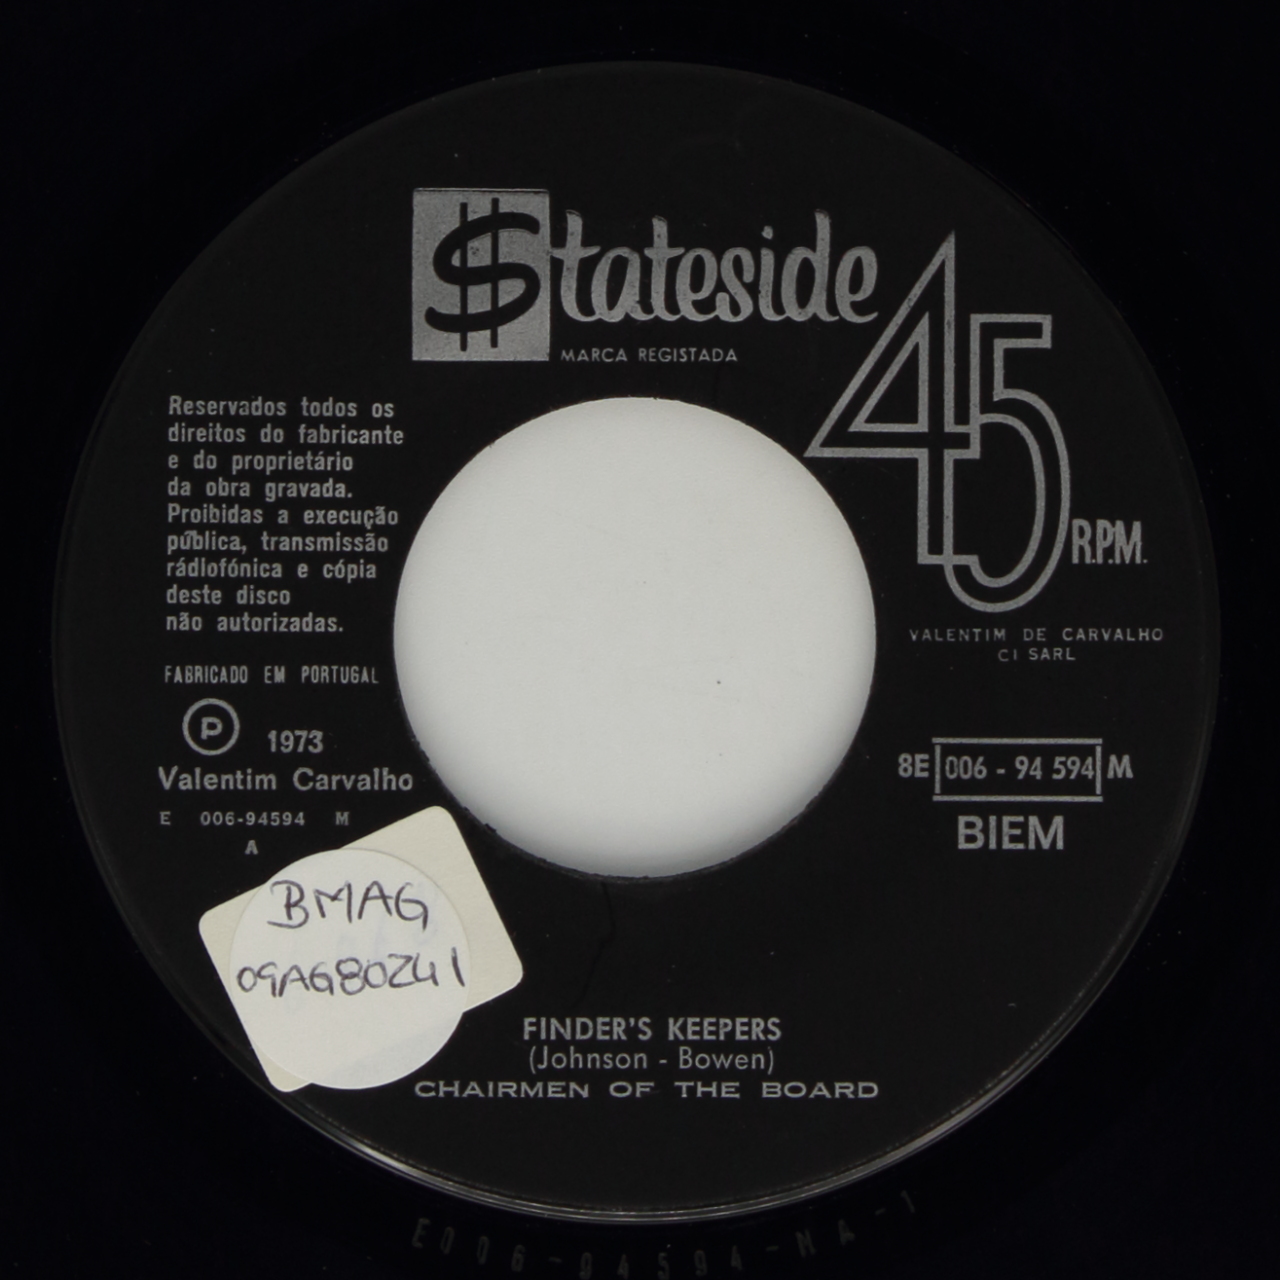 $tateside
MARCA REGISTADA
45 R.P.M.
Reservados todos os
direitos do fabricante
e do proprietário
da obra gravada.
Proibidas a execução
pública, transmissão
rádiofónica e cópia
deste disco
não autorizadas.
FABRICADO EM PORTUGAL
Ⓟ 1973
Valentim Carvalho
E 006-94594 M
A
VALENTIM DE CARVALHO
CI SARL
8E 006 - 94 594 M
BIEM
BMAG
09AG80241
FINDER'S KEEPERS
(Johnson - Bowen)
CHAIRMEN OF THE BOARD
E006-94594-MA-1